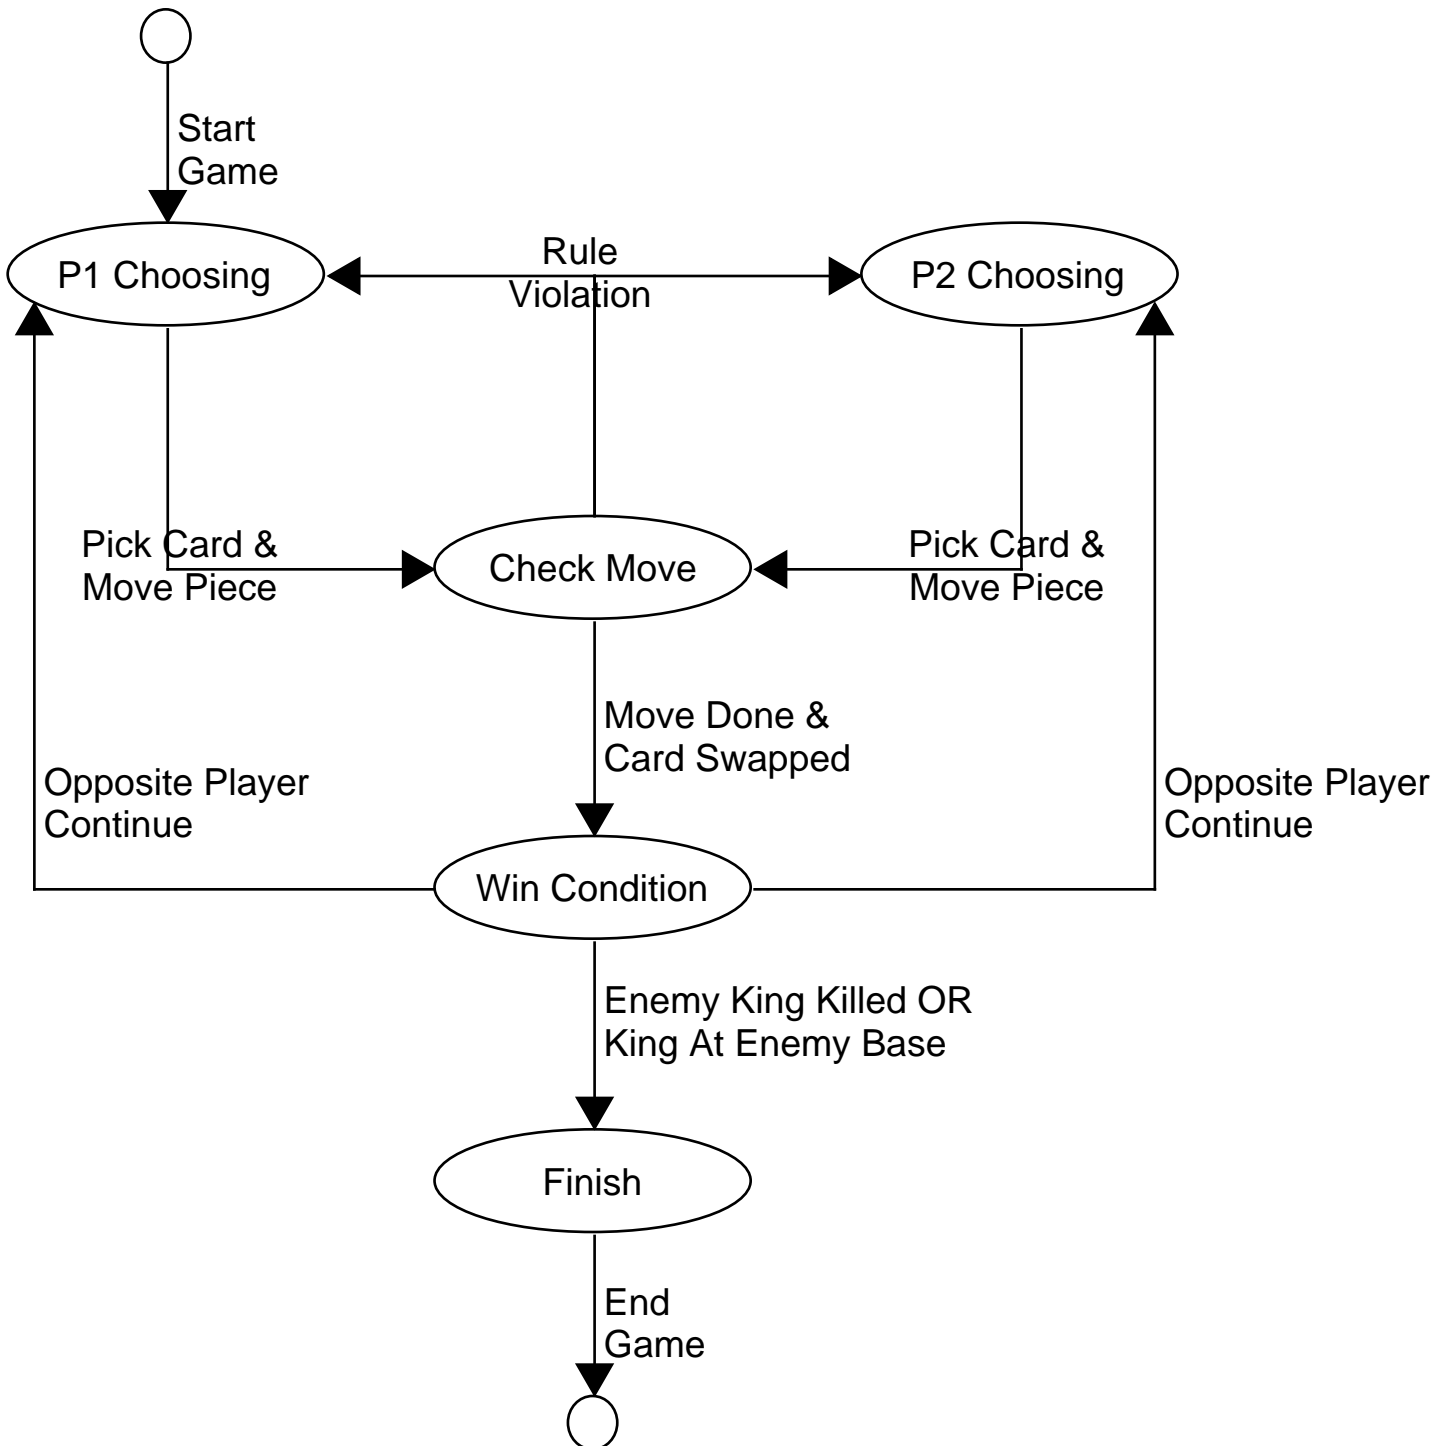 Start
Game
P1 Choosing
Rule
Violation
P2 Choosing
Pick Card &
Move Piece
Check Move
Pick Card &
Move Piece
Move Done &
Card Swapped
Opposite Player
Continue
Opposite Player
Continue
Win Condition
Enemy King Killed OR
King At Enemy Base
Finish
End
Game